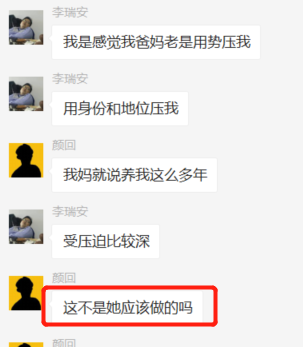 李瑞安
我是感觉我爸妈老是用势压我
李瑞安
用身份和地位压我
颜回
我妈就说养我这么多年
李瑞安
受压迫比较深
颜回
这不是她应该做的吗
颜回